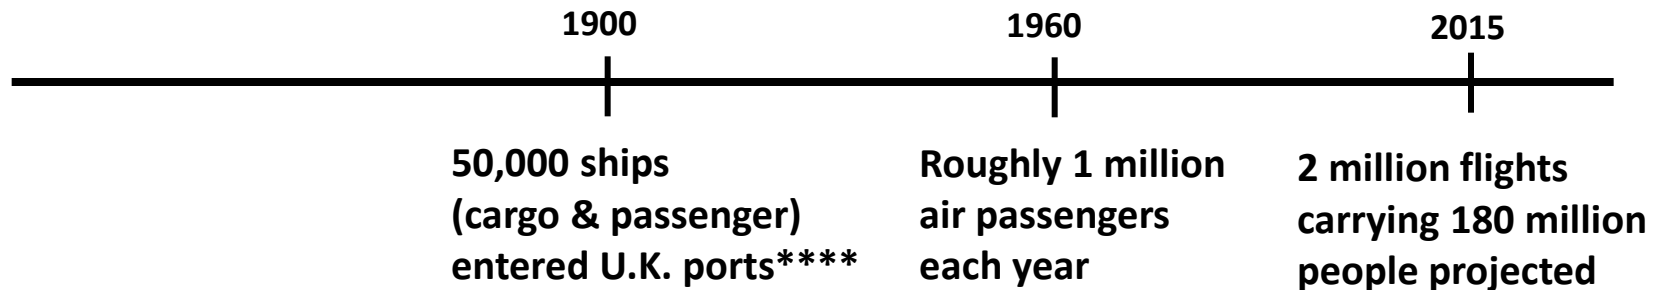 1900
1960
2015
50,000 ships
(cargo & passenger)
entered U.K. ports****
Roughly 1 million
air passengers
each year
2 million flights
carrying 180 million
people projected